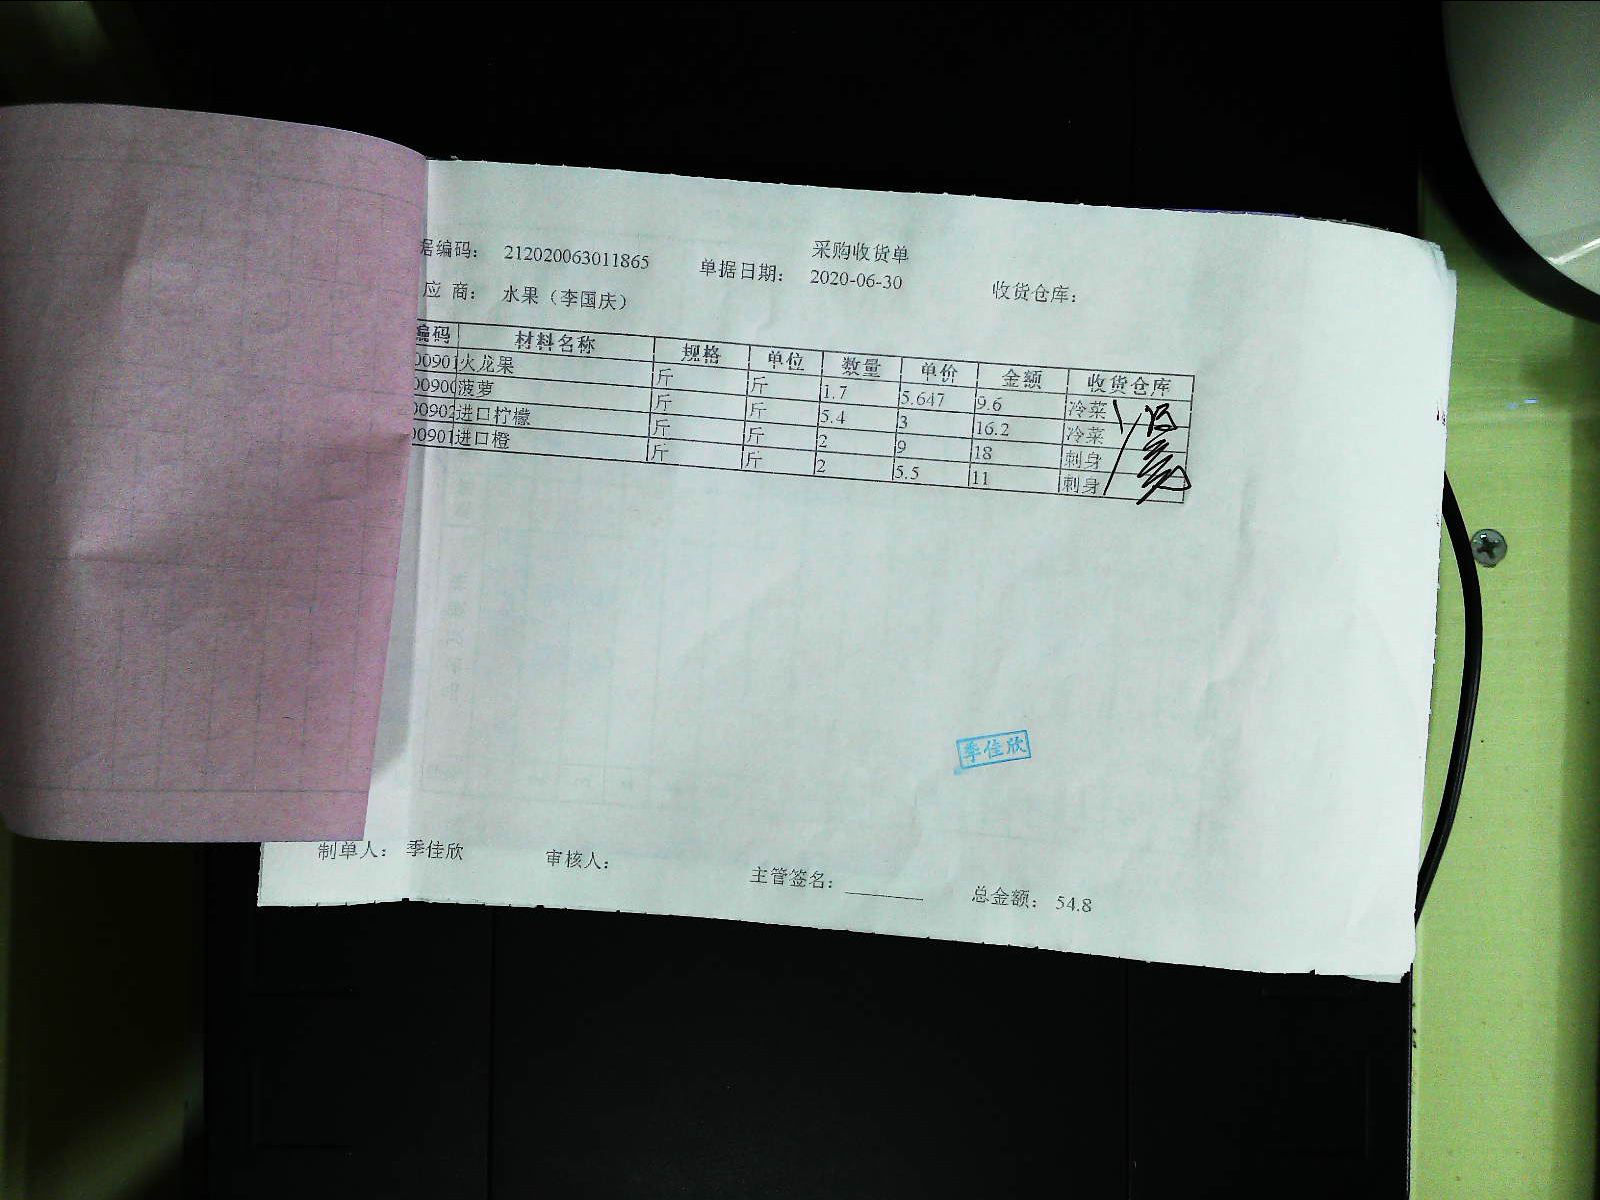 采购收货单
据编码： 212020063011865 单据日期： 2020-06-30 收货仓库：
应 商： 水果（李国庆）
编码 材料名称 规格 单位 数量 单价 金额 收货仓库
00901 火龙果 斤 斤 1.7 5.647 9.6 冷菜
00900 菠萝 斤 斤 5.4 3 16.2 冷菜
00902 进口柠檬 斤 斤 2 9 18 刺身
00901 进口橙 斤 斤 2 5.5 11 刺身
季佳欣
制单人： 季佳欣 审核人： 主管签名： 总金额： 54.8